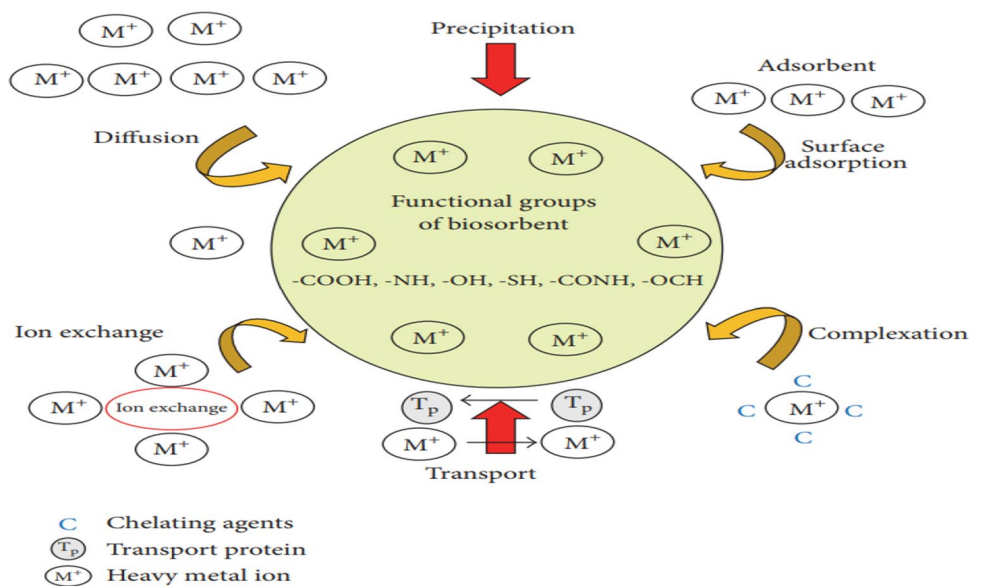 Precipitation
M+ M+
M+ M+ M+ M+
Adsorbent
M+ M+ M+
Diffusion
Surface
adsorption
M+ M+
Functional groups
of biosorbent
M+
M+ M+
-COOH, -NH, -OH, -SH, -CONH, -OCH
Ion exchange
M+ M+
Complexation
M+
M+ Ion exchange M+
M+
Tp Tp
M+ M+
Transport
C
C M+ C
C
C Chelating agents
Tp Transport protein
M+ Heavy metal ion